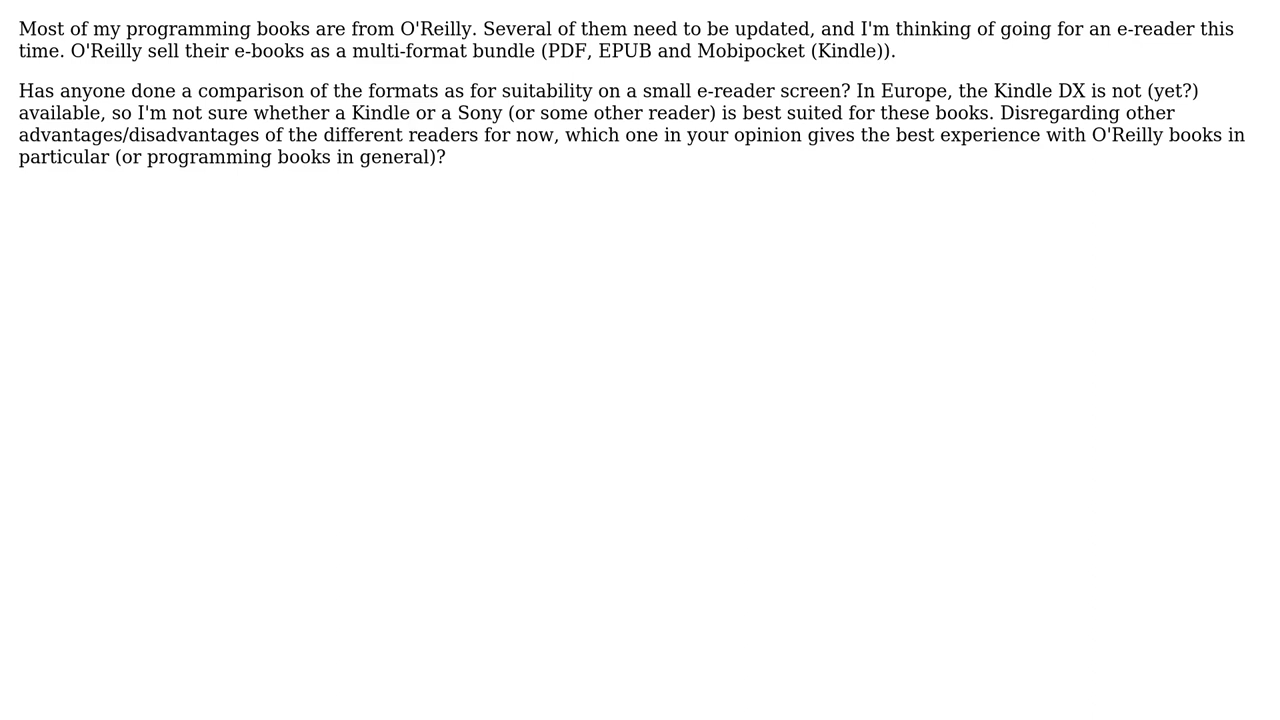 Most of my programming books are from O'Reilly. Several of them need to be updated, and I'm thinking of going for an e-reader this
time. O'Reilly sell their e-books as a multi-format bundle (PDF, EPUB and Mobipocket (Kindle)).
Has anyone done a comparison of the formats as for suitability on a small e-reader screen? In Europe, the Kindle DX is not (yet?)
available, so I'm not sure whether a Kindle or a Sony (or some other reader) is best suited for these books. Disregarding other
advantages/disadvantages of the different readers for now, which one in your opinion gives the best experience with O'Reilly books in
particular (or programming books in general)?